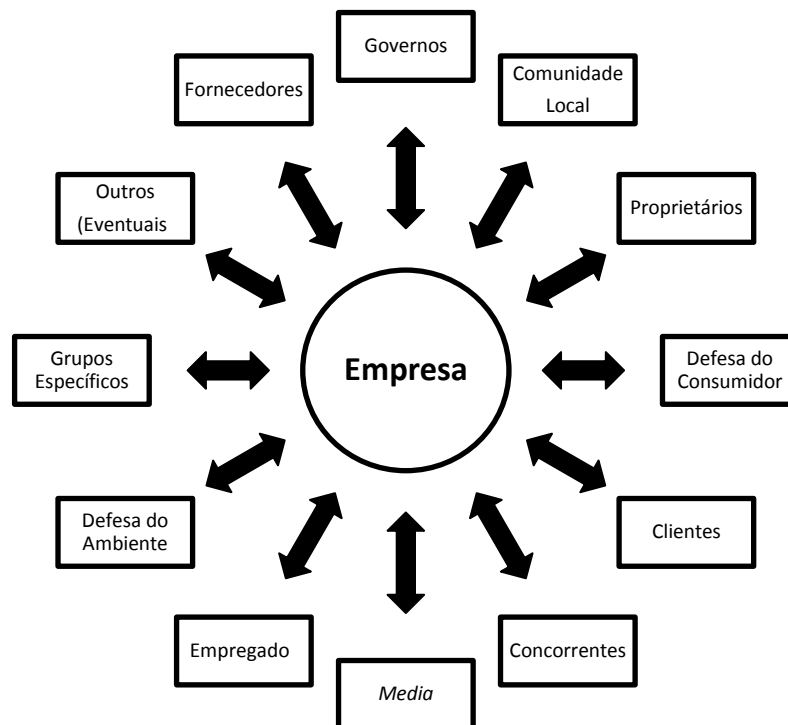 Governos
Comunidade
Local
Fornecedores
Outros
(Eventuais
Proprietários
Grupos
Específicos
Empresa
Defesa do
Consumidor
Defesa do
Ambiente
Clientes
Empregado
Concorrentes
Media